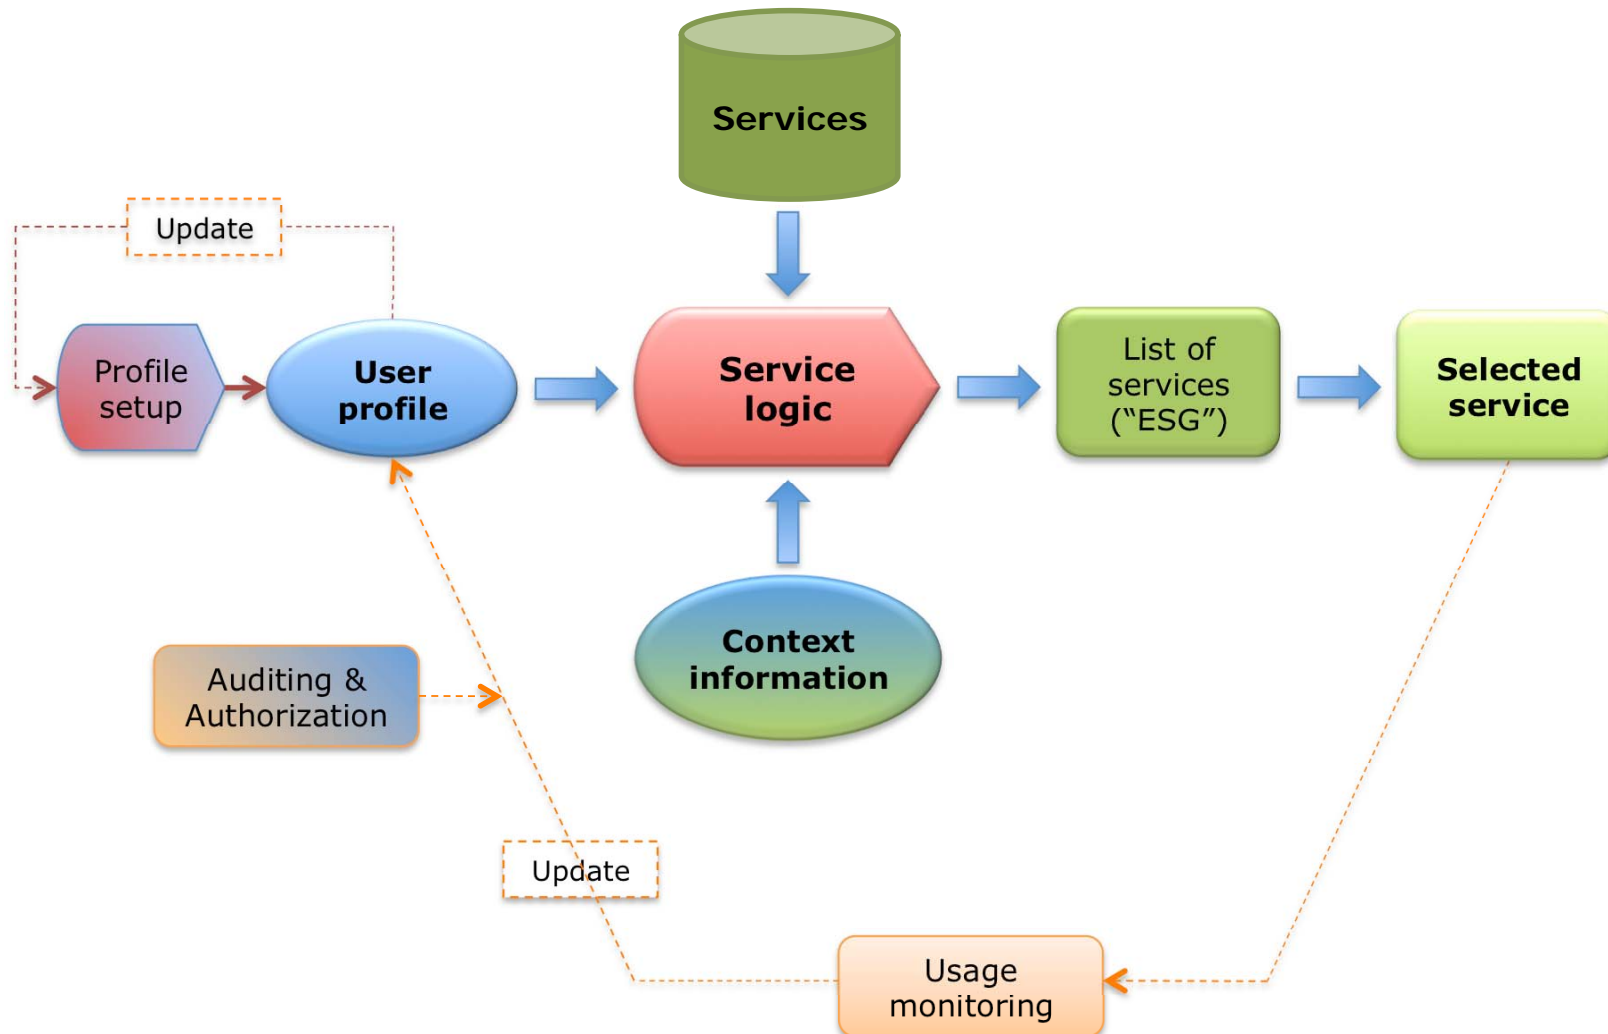 Services
Update
Profile
setup
User
profile
Service
logic
List of
services
(“ESG”)
Selected
service
Context
information
Auditing &
Authorization
Update
Usage
monitoring